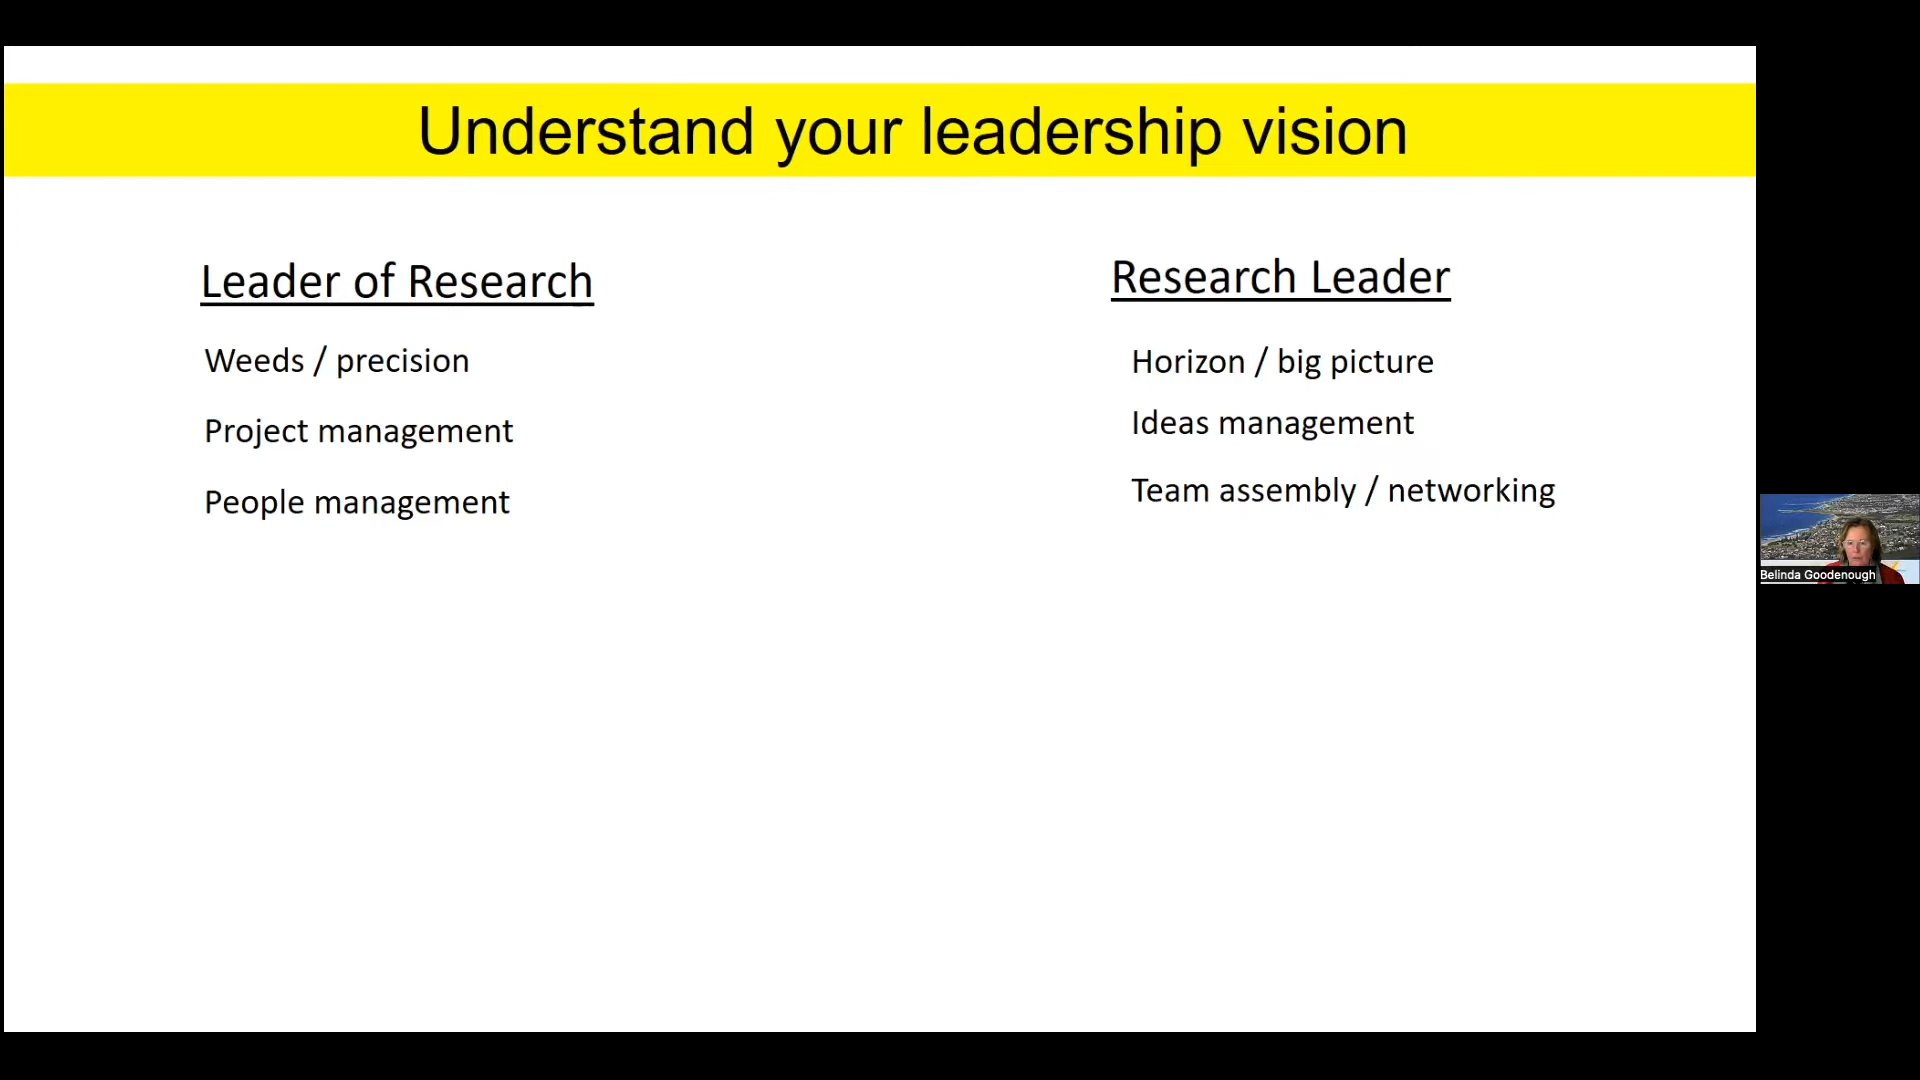 Understand your leadership vision
Leader of Research
Weeds / precision
Project management
People management
Research Leader
Horizon / big picture
Ideas management
Team assembly / networking
Belinda Goodenough